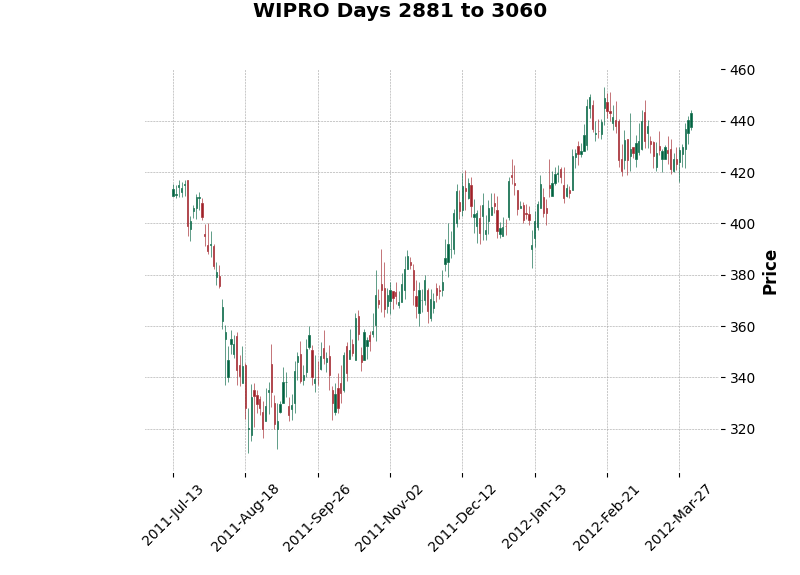 WIPRO Days 2881 to 3060
460
440
420
400
380
360
340
320
Price
2011-Jul-13
2011-Aug-18
2011-Sep-26
2011-Nov-02
2011-Dec-12
2012-Jan-13
2012-Feb-21
2012-Mar-27